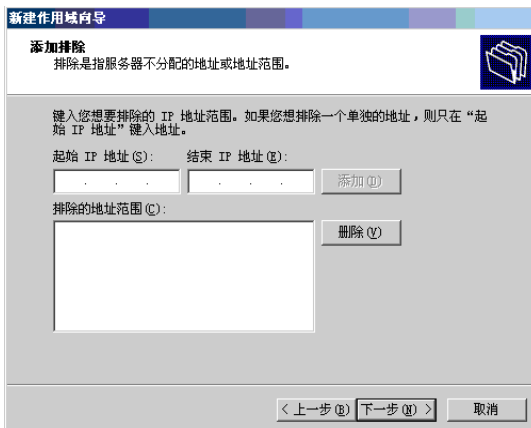 新建作用域向导
添加排除
排除是指服务器不分配的地址或地址范围。
键入您想要排除的 IP 地址范围。如果您想排除一个单独的地址，则只在“起
始 IP 地址”键入地址。
起始 IP 地址(S): 结束 IP 地址(E):
添加(D)
排除的地址范围(C):
删除(V)
< 上一步(B) 下一步(N) > 取消